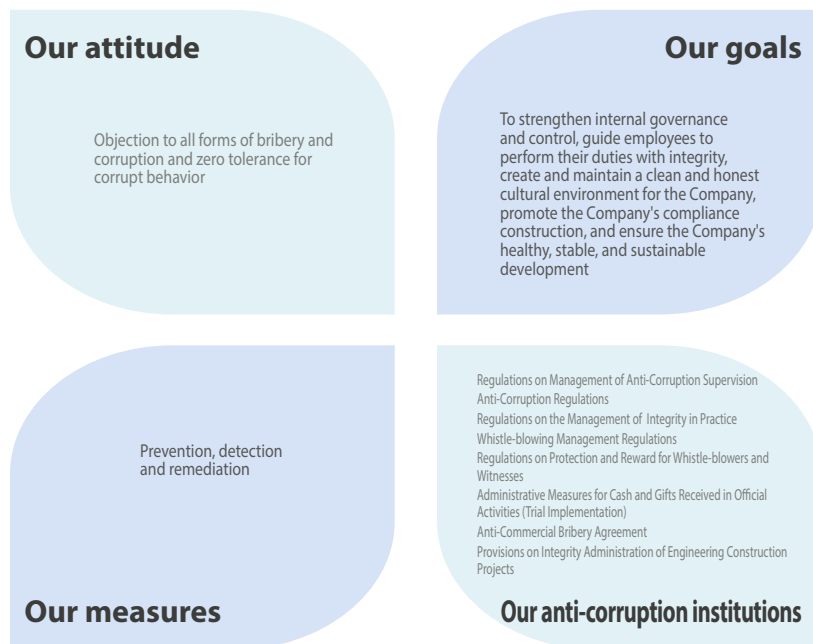 Our attitude
Objection to all forms of bribery and
corruption and zero tolerance for
corrupt behavior
Our goals
To strengthen internal governance
and control, guide employees to
perform their duties with integrity,
create and maintain a clean and honest
cultural environment for the Company,
promote the Company's compliance
construction, and ensure the Company's
healthy, stable, and sustainable
development
Prevention, detection
and remediation
Our measures
Regulations on Management of Anti-Corruption Supervision
Anti-Corruption Regulations
Regulations on the Management of Integrity in Practice
Whistle-blowing Management Regulations
Regulations on Protection and Reward for Whistle-blowers and
Witnesses
Administrative Measures for Cash and Gifts Received in Official
Activities (Trial Implementation)
Anti-Commercial Bribery Agreement
Provisions on Integrity Administration of Engineering Construction
Projects
Our anti-corruption institutions